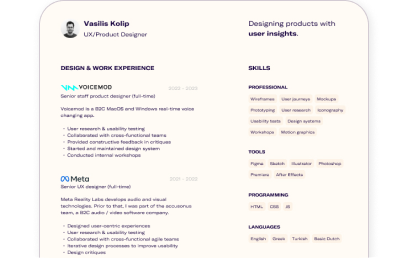 Vasilis Kolip
UX/Product Designer
Designing products with
user insights.
DESIGN & WORK EXPERIENCE
VOICEMOD
Senior staff product designer (full-time)
Voicemod is a B2C MacOS and Windows real-time voice
changing app.
- User research & usability testing
- Collaborated with cross-functional teams
- Provided constructive feedback in critiques
- Started and maintained design system
- Conducted internal workshops
Meta
Senior UX designer (full-time)
Meta Reality Labs develops audio and visual
technologies. Prior to that, I was part of the
team, a B2C audio / video software company.
- Designed user-centric experiences
- User research & usability testing
- Collaborated with cross-functional agile teams
- Iterative design processes to improve usability
- Design critiques
SKILLS
PROFESSIONAL
Wireframes User journeys Mockups
Prototyping User research Iconography
Usability tests Design systems
Workshops Motion graphics
TOOLS
Figma Sketch Illustrator Photoshop
Premiere After Effects
PROGRAMMING
HTML CSS JS
LANGUAGES
English Greek Turkish Basic Dutch